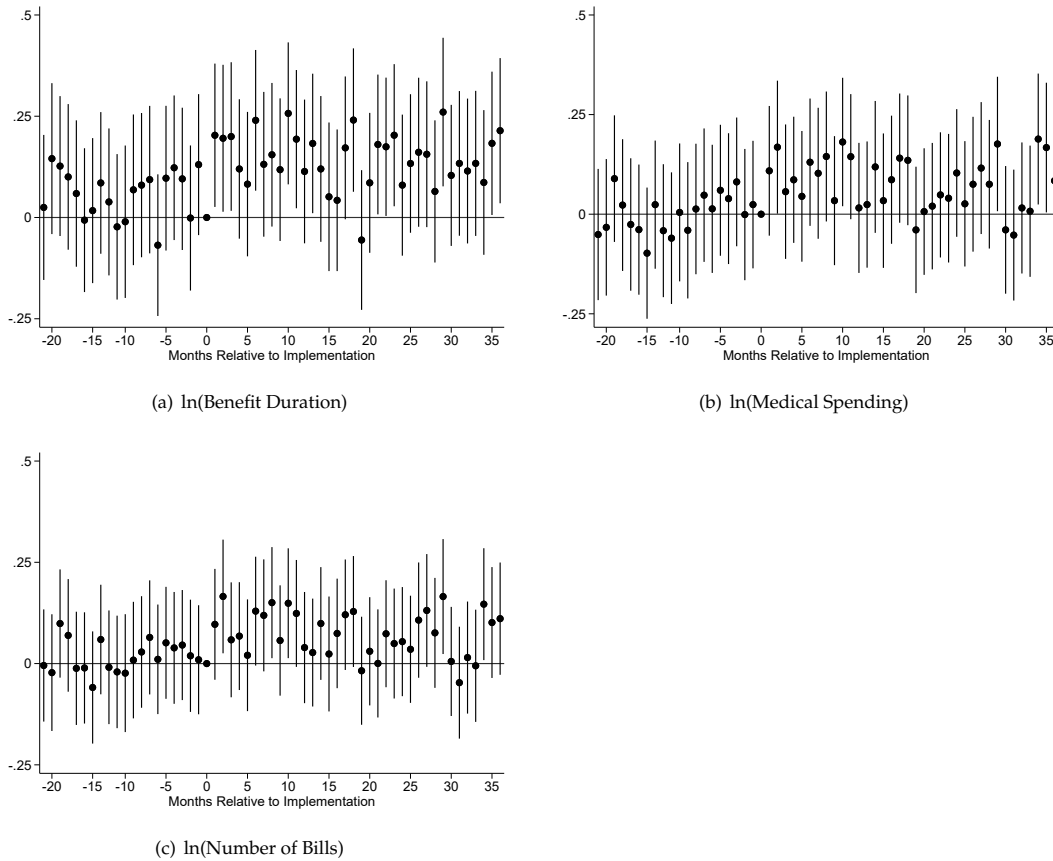 .5
.25
0
-.25
-20 -15 -10 -5 0 5 10 15 20 25 30 35
Months Relative to Implementation
(a) ln(Benefit Duration)
.5
.25
0
-.25
-20 -15 -10 -5 0 5 10 15 20 25 30 35
Months Relative to Implementation
(b) ln(Medical Spending)
.5
.25
0
-.25
-20 -15 -10 -5 0 5 10 15 20 25 30 35
Months Relative to Implementation
(c) ln(Number of Bills)